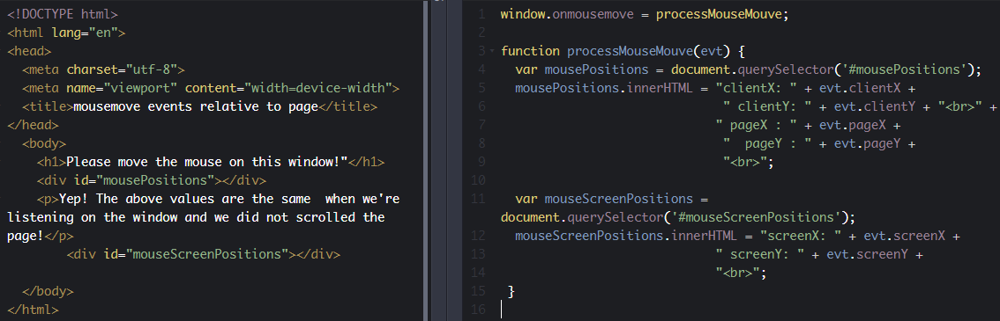 <!DOCTYPE html>
<html lang="en">
<head>
<meta charset="utf-8">
<meta name="viewport" content="width=device-width">
<title>mousemove events relative to page</title>
</head>
<body>
<h1>Please move the mouse on this window!"</h1>
<div id="mousePositions"></div>
<p>Yep! The above values are the same  when we're
listening on the window and we did not scrolled the
page!</p>
<div id="mouseScreenPositions"></div>
</body>
</html>
1 window.onmousemove = processMouseMouve;
2
3 function processMouseMouve(evt) {
4 var mousePositions = document.querySelector('#mousePositions');
5 mousePositions.innerHTML = "clientX: " + evt.clientX +
6 " clientY: " + evt.clientY + "<br>" +
7 " pageX : " + evt.pageX +
8 "  pageY : " + evt.pageY +
9 "<br>";
10
11 var mouseScreenPositions =
document.querySelector('#mouseScreenPositions');
12 mouseScreenPositions.innerHTML = "screenX: " + evt.screenX +
13 " screenY: " + evt.screenY +
14 "<br>";
15 }
16